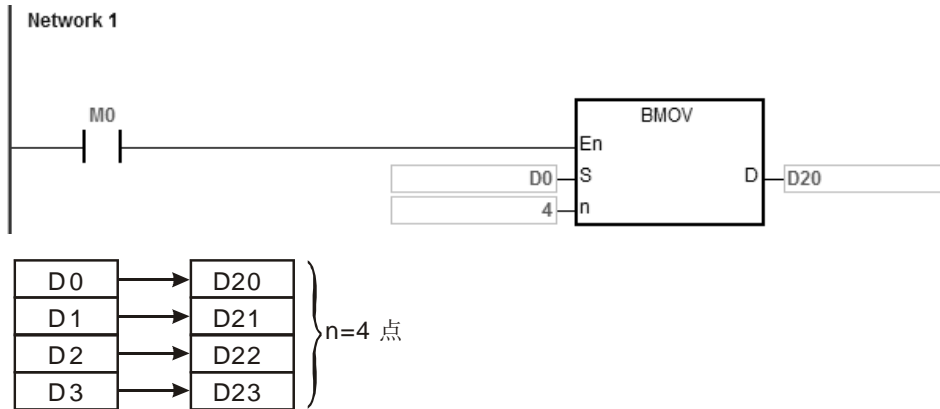 Network 1
M0
BMOV
En
D0 S D D20
4 n
D0 D20
D1 D21
n=4 点
D2 D22
D3 D23